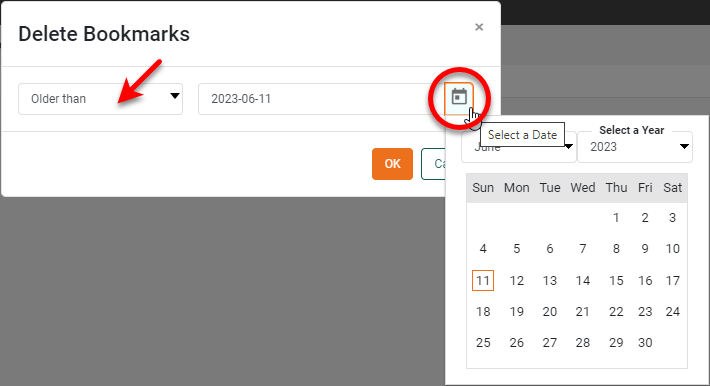 Delete Bookmarks ×
Older than 2023-06-11
Select a Date
Select a Year
June 2023
OK Ca
Sun Mon Tue Wed Thu Fri Sat
1 2 3
4 5 6 7 8 9 10
11 12 13 14 15 16 17
18 19 20 21 22 23 24
25 26 27 28 29 30